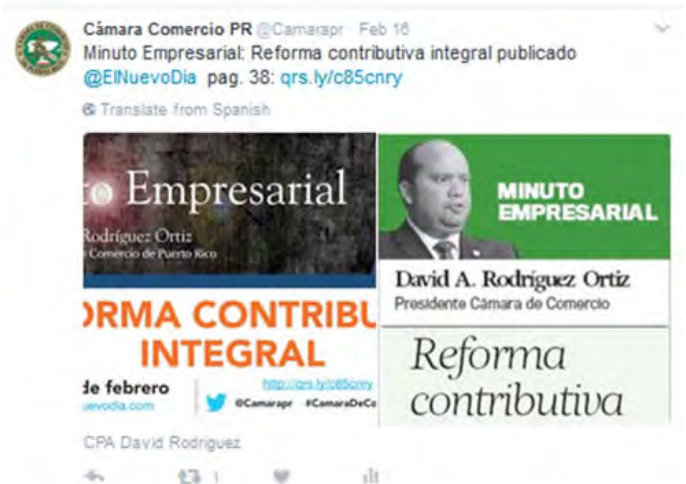 Cámara Comercio PR @Camarapr · Feb 16
Minuto Empresarial: Reforma contributiva integral publicado
@ElNuevoDia pag. 38: qrs.ly/c85cnry
Translate from Spanish
to Empresarial
Rodríguez Ortiz
Comercio de Puerto Rico
ORMA CONTRIBU
INTEGRAL
de febrero
uevodia.com
http://qrs.ly/c85cnry
@Camarapr #CamaraDeCo
MINUTO
EMPRESARIAL
David A. Rodríguez Ortiz
Presidente Cámara de Comercio
Reforma
contributiva
CPA David Rodriguez
1